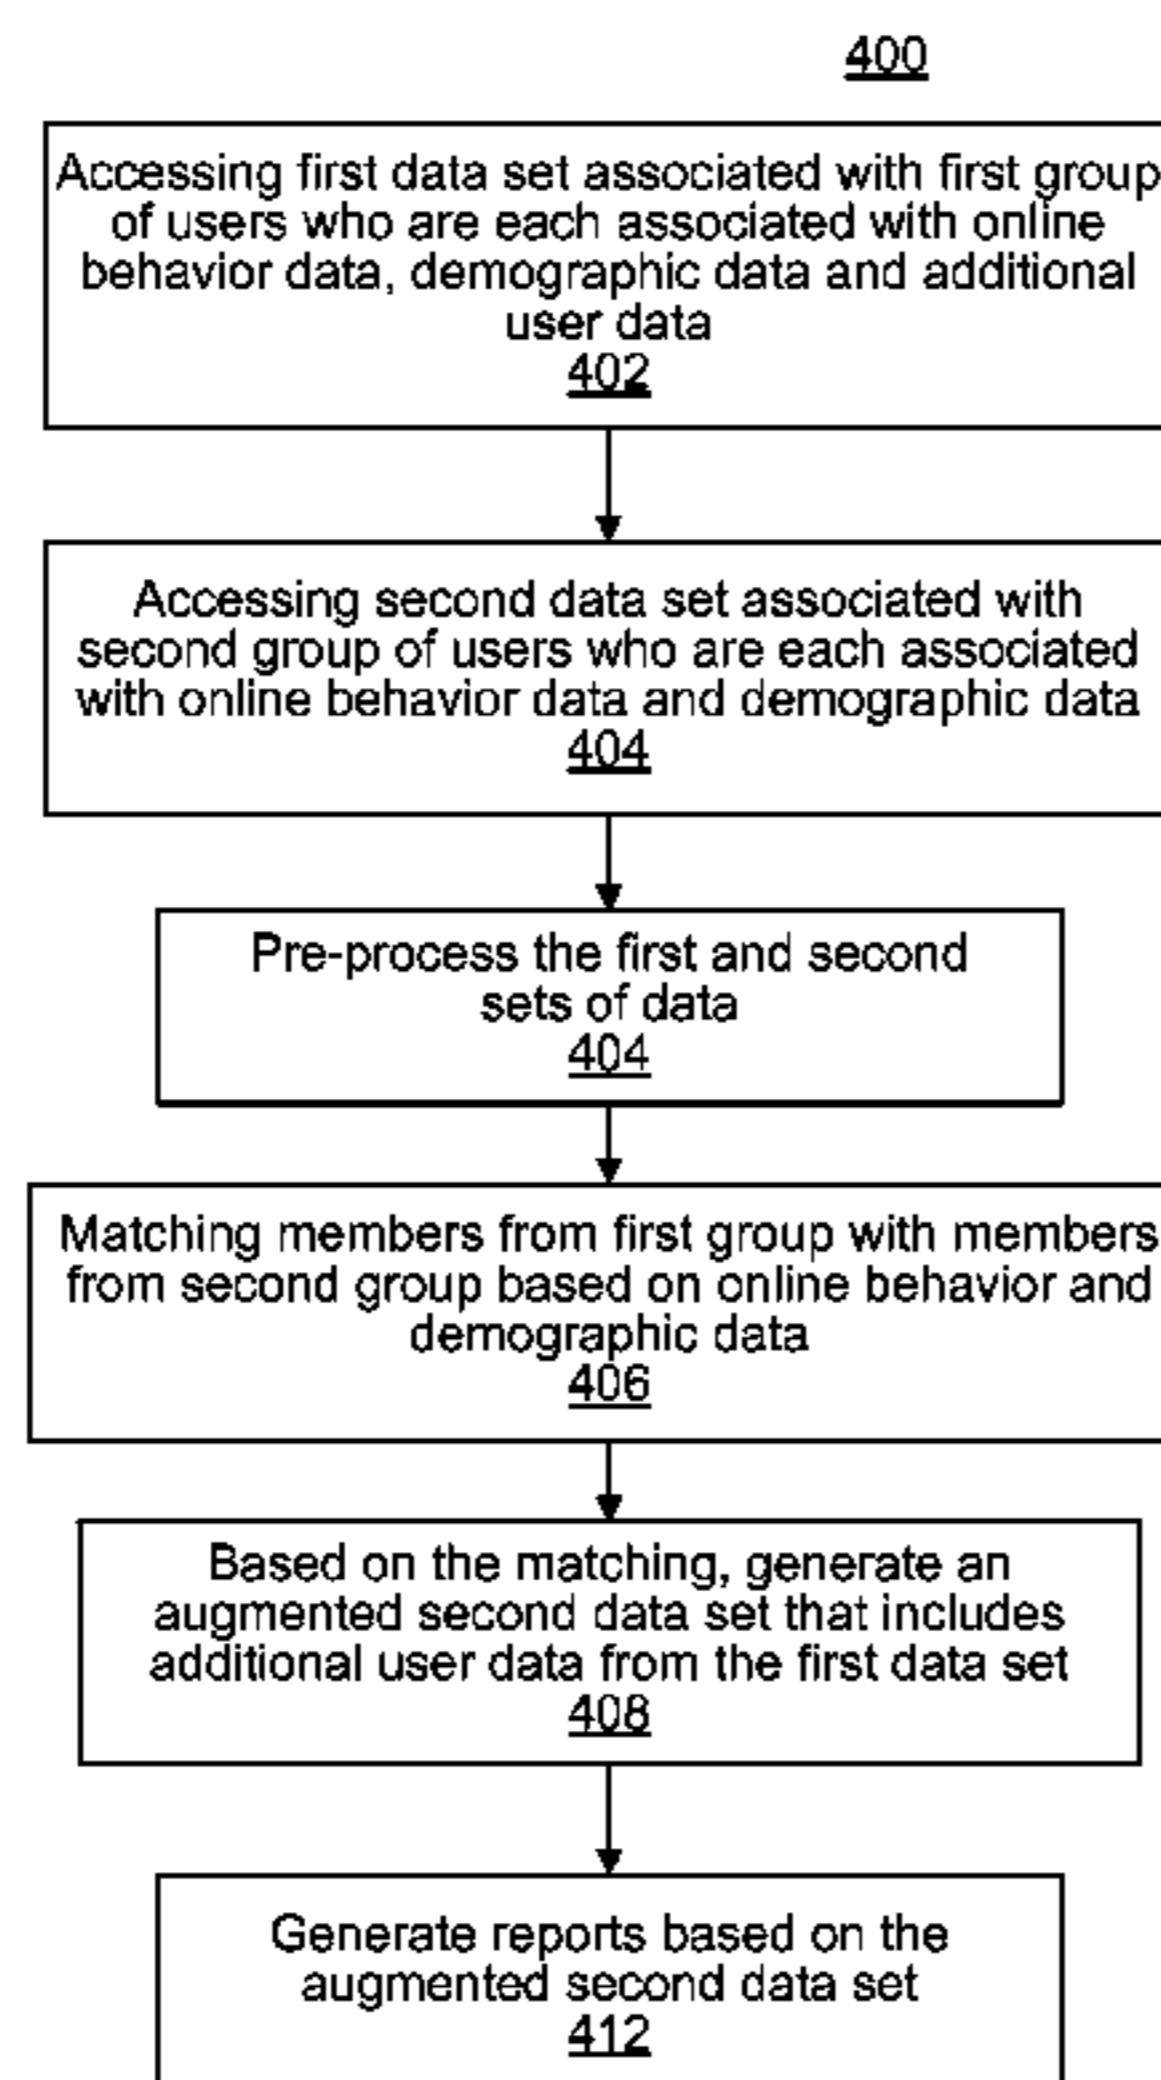 400
Accessing first data set associated with first group
of users who are each associated with online
behavior data, demographic data and additional
user data
402
Accessing second data set associated with
second group of users who are each associated
with online behavior data and demographic data
404
Pre-process the first and second
sets of data
404
Matching members from first group with members
from second group based on online behavior and
demographic data
406
Based on the matching, generate an
augmented second data set that includes
additional user data from the first data set
408
Generate reports based on the
augmented second data set
412